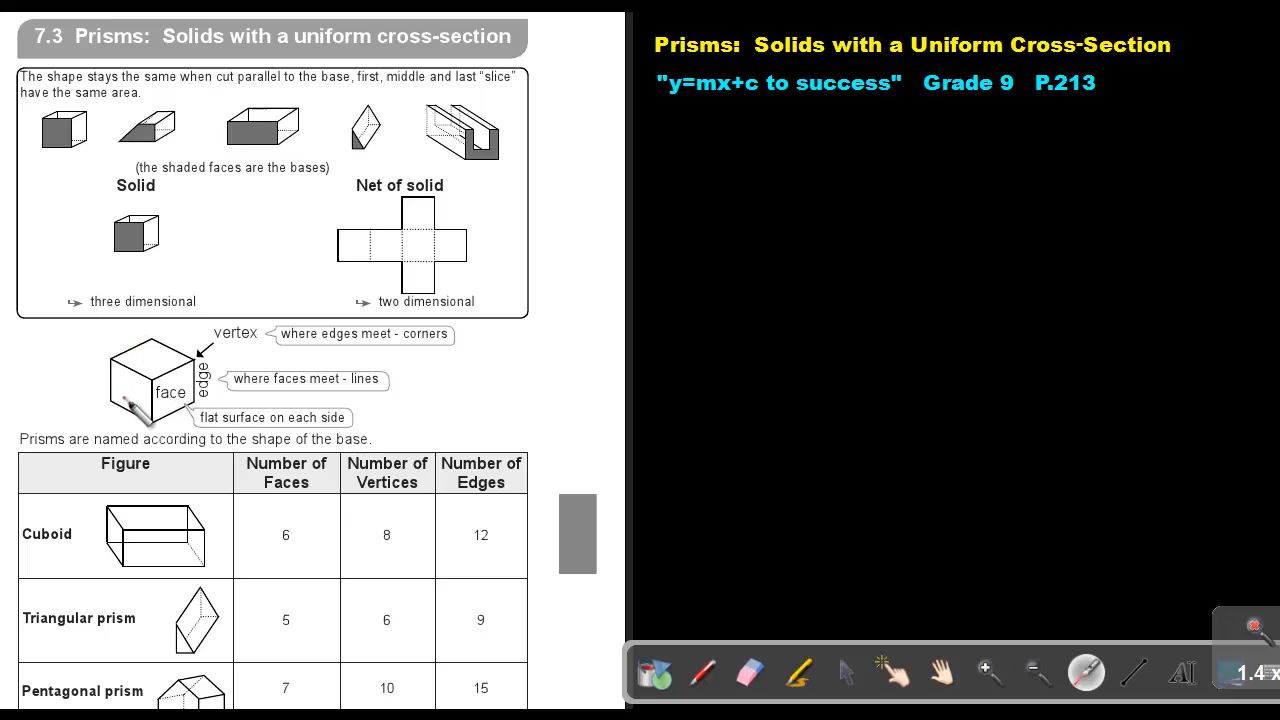 7.3 Prisms: Solids with a uniform cross-section
The shape stays the same when cut parallel to the base, first, middle and last “slice”
have the same area.
(the shaded faces are the bases)
Solid
Net of solid
three dimensional
two dimensional
vertex
where edges meet - corners
edge
where faces meet - lines
face
flat surface on each side
Prisms are named according to the shape of the base.
Figure
Number of
Faces
Number of
Vertices
Number of
Edges
Cuboid 6 8 12
Triangular prism 5 6 9
Pentagonal prism 7 10 15
Prisms: Solids with a Uniform Cross-Section
"y=mx+c to success" Grade 9 P.213
AI
1.4 x